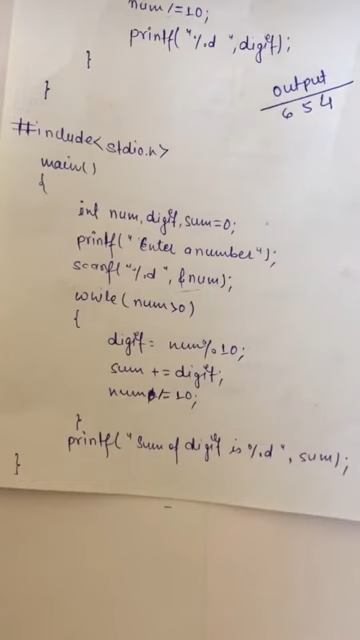 num /= 10;
printf("%d ", digit);
}
}
output
6 5 4
#include<stdio.h>
main()
{
int num, digit, sum=0;
printf("Enter a number");
scanf("%d", &num);
while(num>0)
{
digit = num%10;
sum += digit;
num /= 10;
}
printf("Sum of digit is %d", sum);
}